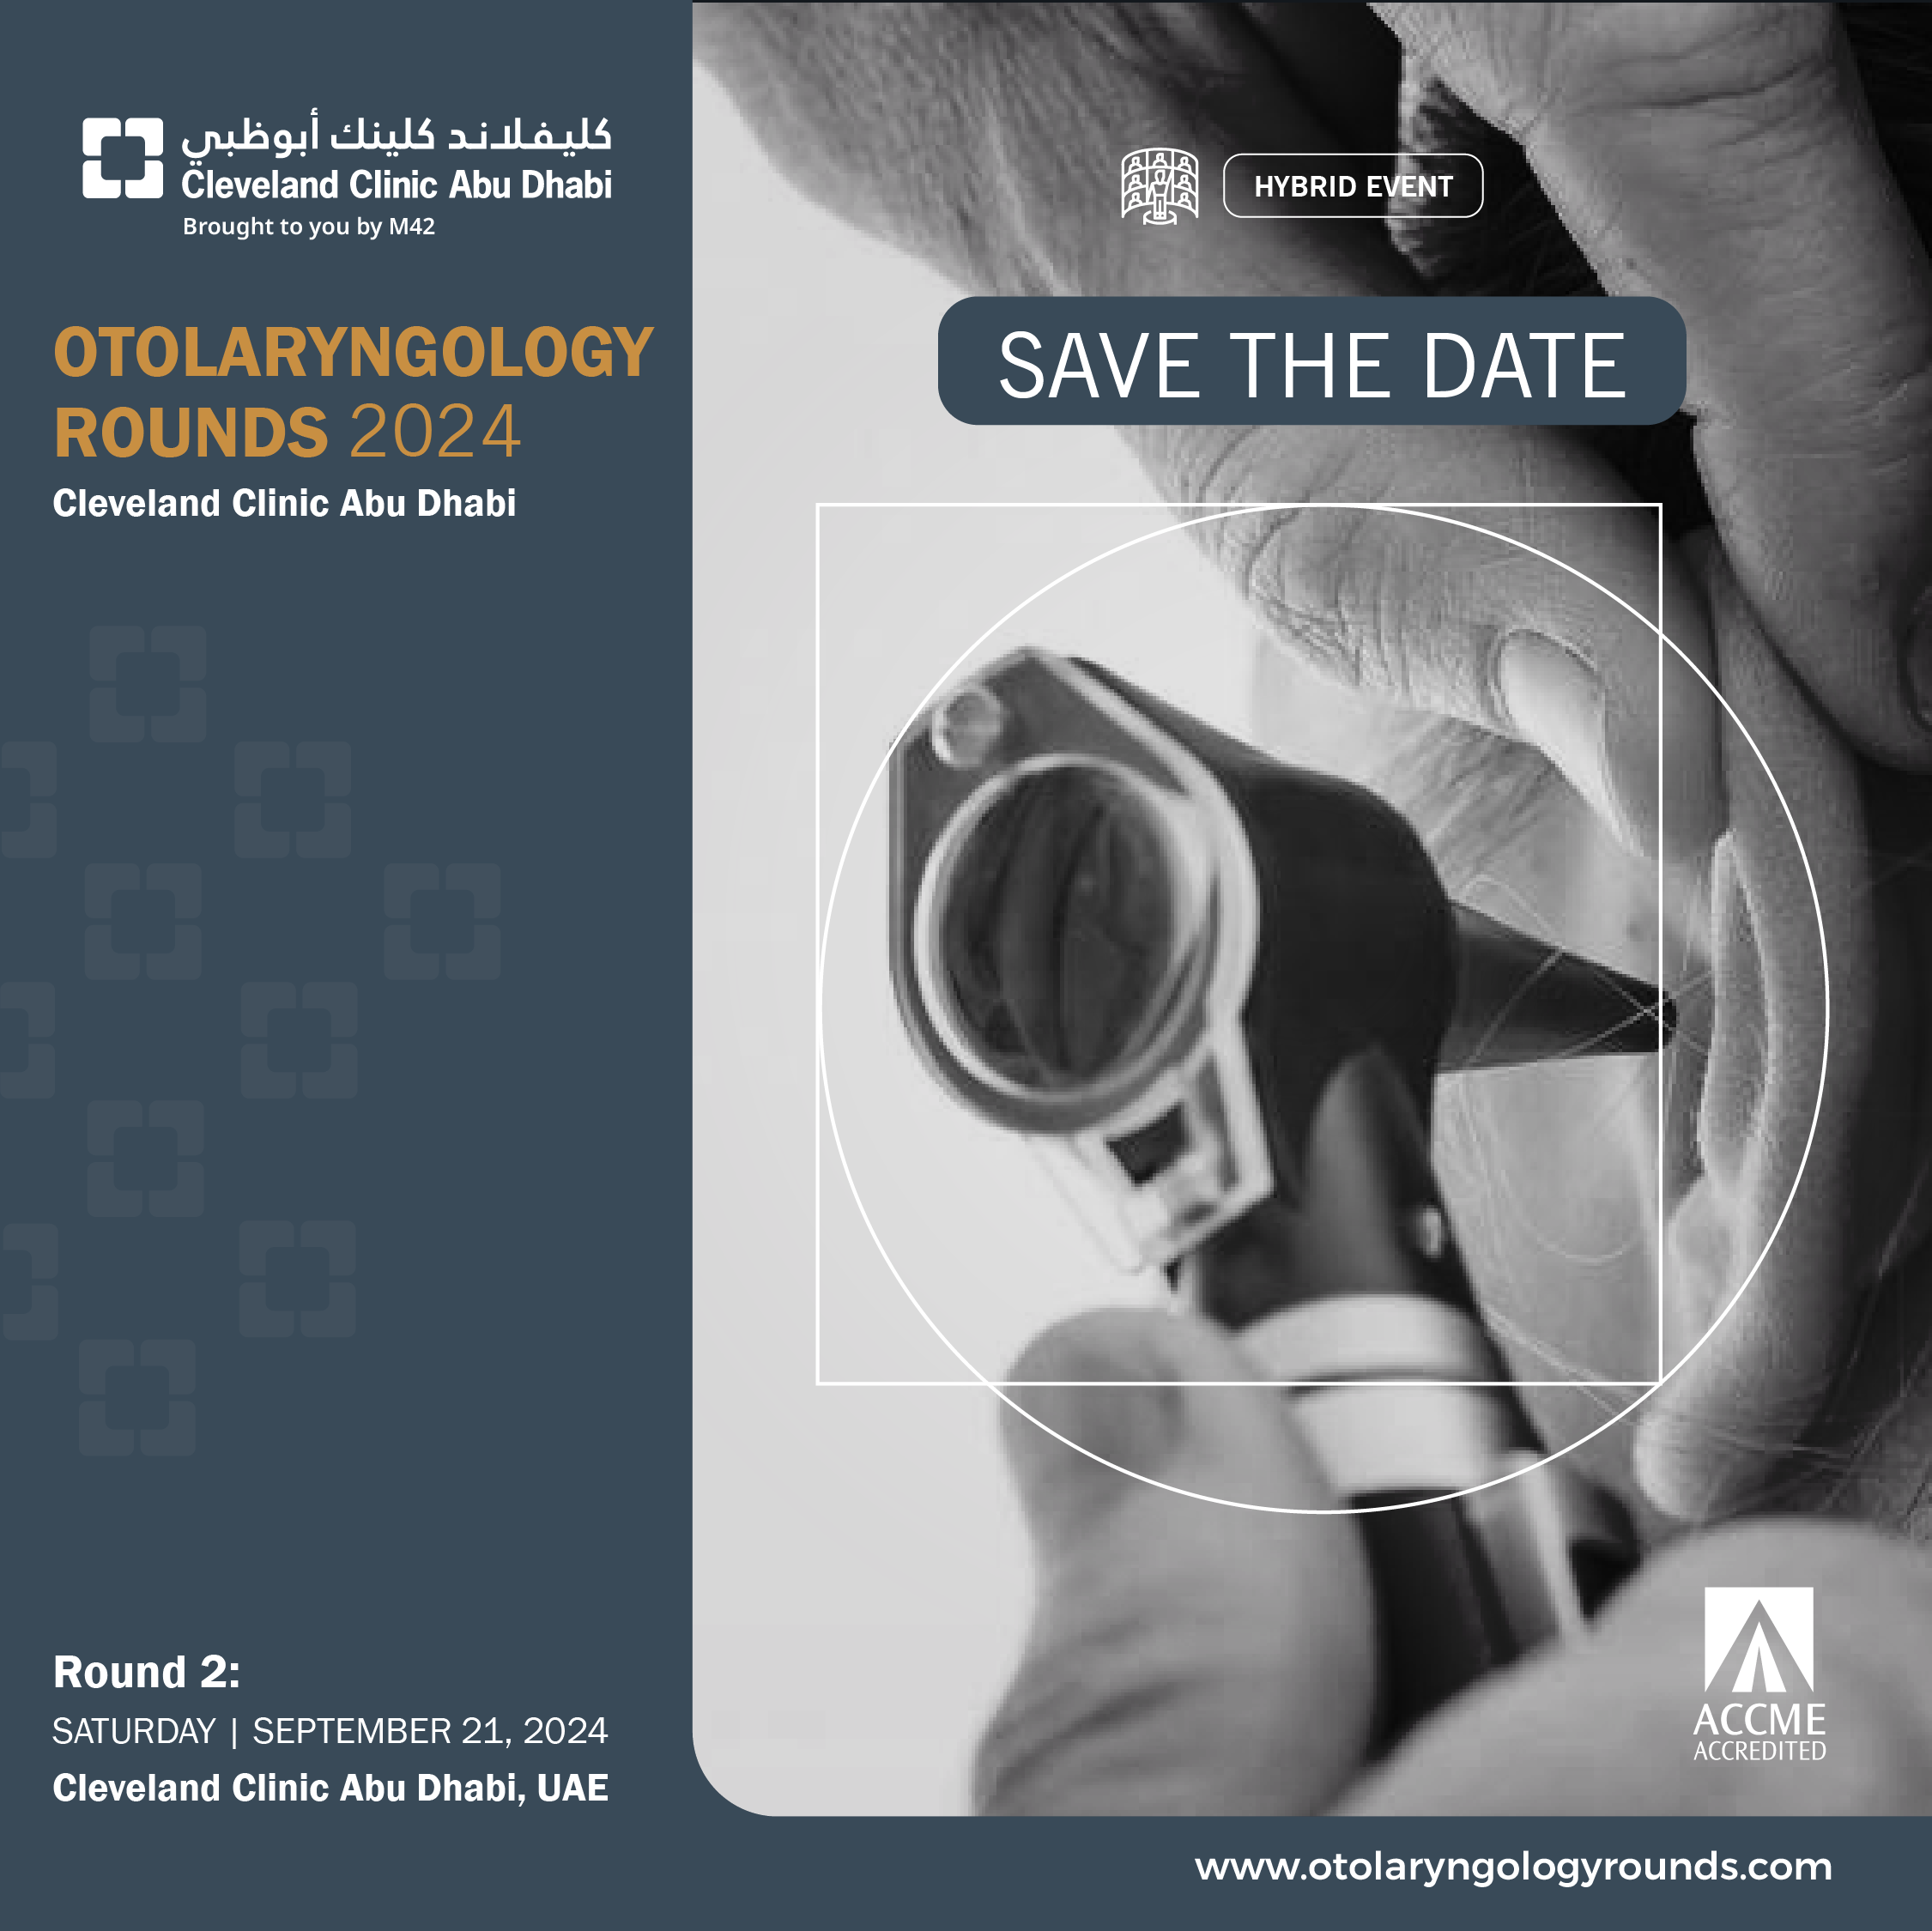 كليفلاند كلينك أبوظبي
Cleveland Clinic Abu Dhabi
Brought to you by M42
OTOLARYNGOLOGY
ROUNDS 2024
Cleveland Clinic Abu Dhabi
HYBRID EVENT
SAVE THE DATE
Round 2:
SATURDAY | SEPTEMBER 21, 2024
Cleveland Clinic Abu Dhabi, UAE
ACCME
ACCREDITED
www.otolaryngologyrounds.com